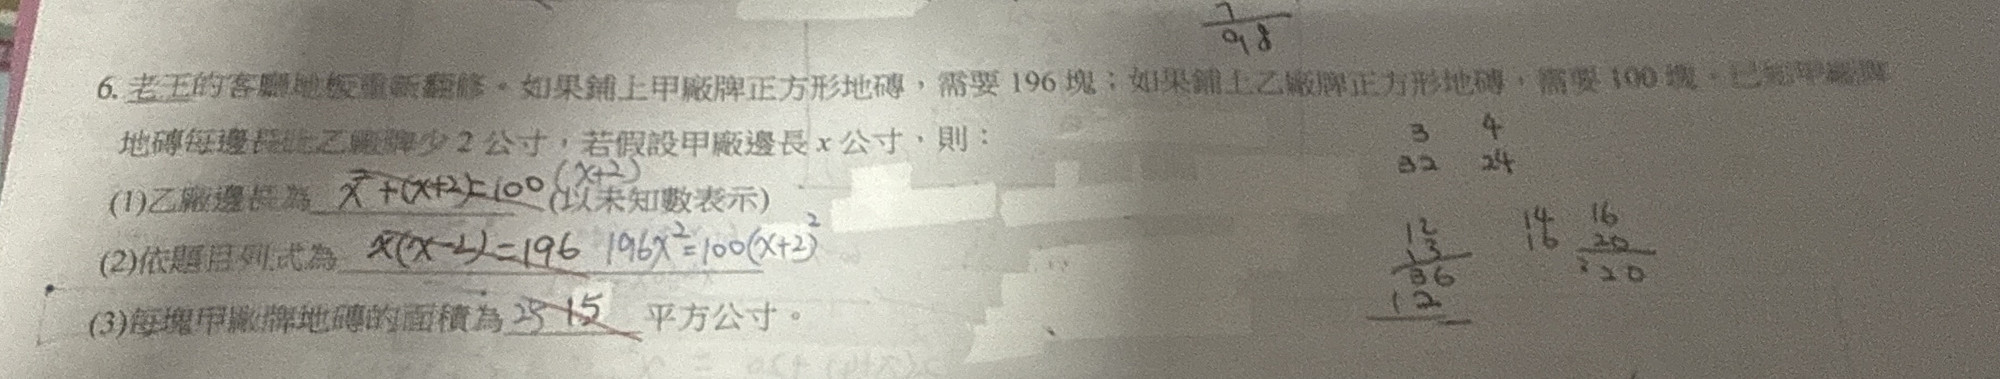 7
98
6. 老王的客廳地板重新翻修。如果鋪上甲廠牌正方形地磚，需要 196 塊；如果鋪上乙廠牌正方形地磚，需要 100 塊。已知甲廠牌
地磚每邊長比乙廠牌少 2 公寸，若假設甲廠邊長 x 公寸，則：
3 4
32 24
(x+2)
(1)乙廠邊長為 x²+(x+2)=100 (以未知數表示)
(2)依題目列式為 x(x-2)=196 196x²=100(x+2)²
12 14 16
13 16 20
36 320
12
(3)每塊甲廠牌地磚的面積為 25 15 平方公寸。